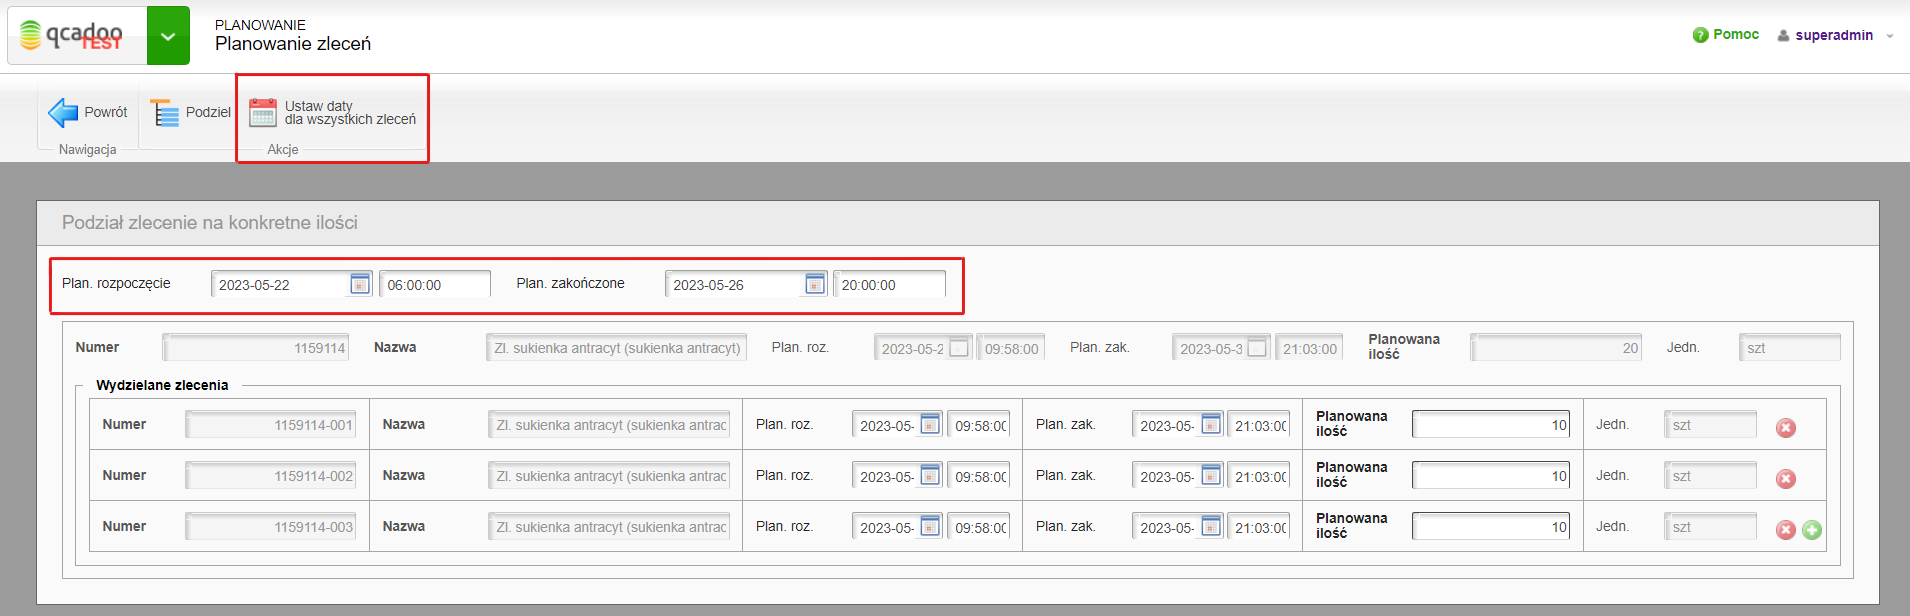 qcadoo
TEST
PLANOWANIE
Planowanie zleceń
Pomoc
superadmin
Powrót
Podziel
Ustaw daty
dla wszystkich zleceń
Nawigacja
Akcje
Podział zlecenie na konkretne ilości
Plan. rozpoczęcie 2023-05-22 06:00:00 Plan. zakończone 2023-05-26 20:00:00
Numer 1159114 Nazwa Zl. sukienka antracyt (sukienka antracyt) Plan. roz. 2023-05-2 09:58:00 Plan. zak. 2023-05-3 21:03:00 Planowana ilość 20 Jedn. szt
Wydzielane zlecenia
Numer 1159114-001 Nazwa Zl. sukienka antracyt (sukienka antrac Plan. roz. 2023-05- 09:58:00 Plan. zak. 2023-05- 21:03:00 Planowana ilość 10 Jedn. szt
Numer 1159114-002 Nazwa Zl. sukienka antracyt (sukienka antrac Plan. roz. 2023-05- 09:58:00 Plan. zak. 2023-05- 21:03:00 Planowana ilość 10 Jedn. szt
Numer 1159114-003 Nazwa Zl. sukienka antracyt (sukienka antrac Plan. roz. 2023-05- 09:58:00 Plan. zak. 2023-05- 21:03:00 Planowana ilość 10 Jedn. szt